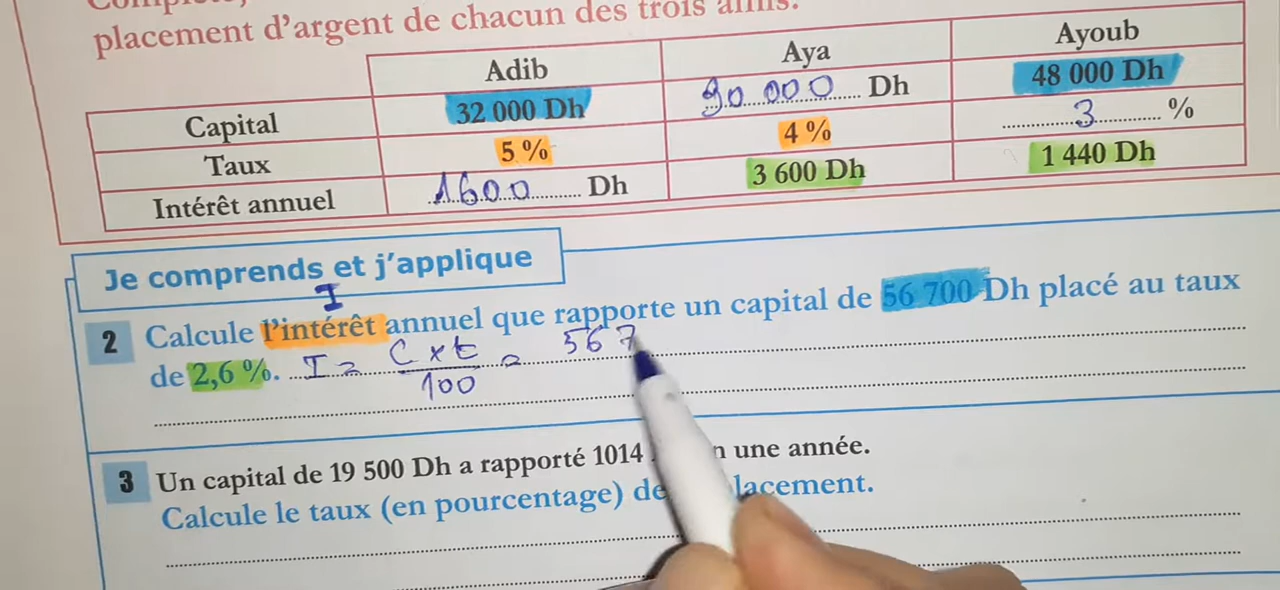 placement d'argent de chacun des trois amis.
Adib Aya Ayoub
Capital 32 000 Dh 90 000 Dh 48 000 Dh
Taux 5 % 4 % 3 %
Intérêt annuel 1600 Dh 3 600 Dh 1 440 Dh
Je comprends et j'applique
I
2 Calcule l'intérêt annuel que rapporte un capital de 56 700 Dh placé au taux
de 2,6 %. I = C x t / 100 = 567
3 Un capital de 19 500 Dh a rapporté 1014 une année.
Calcule le taux (en pourcentage) de lacement.